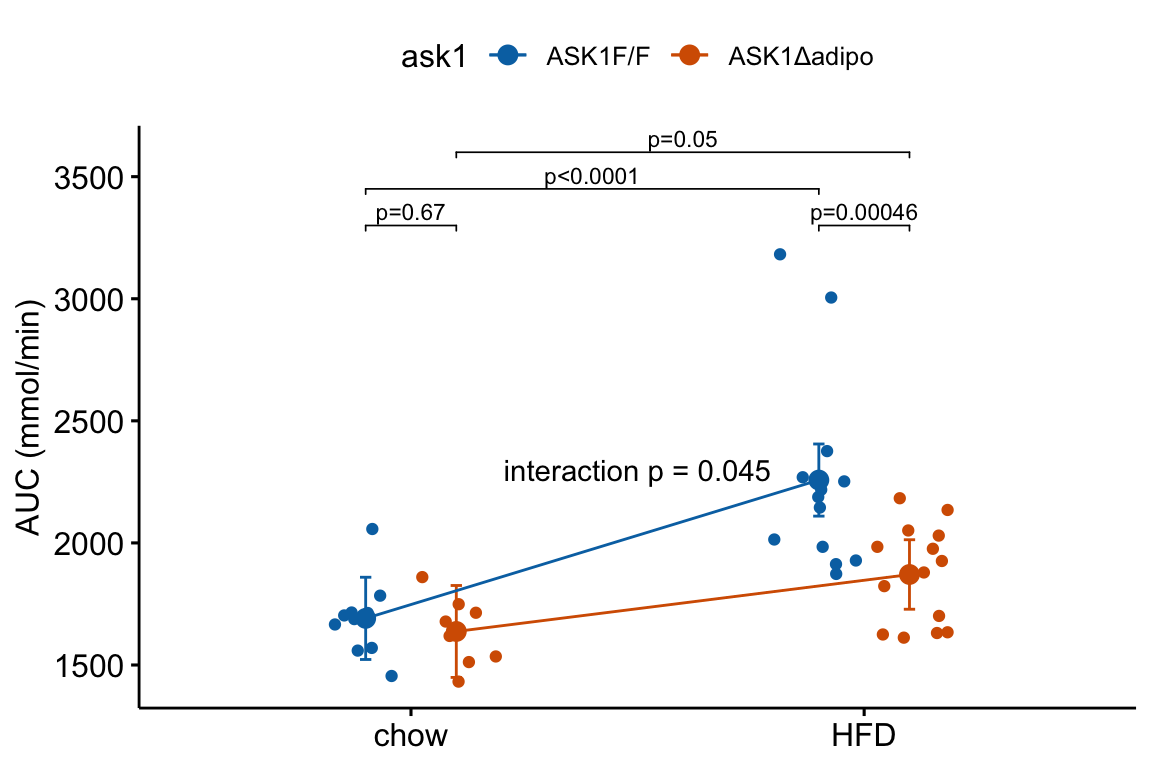 ask1 ASK1F/F ASK1Δadipo
p=0.05
3500
p<0.0001
p=0.67
p=0.00046
3000
AUC (mmol/min)
2500
interaction p = 0.045
2000
1500
chow
HFD